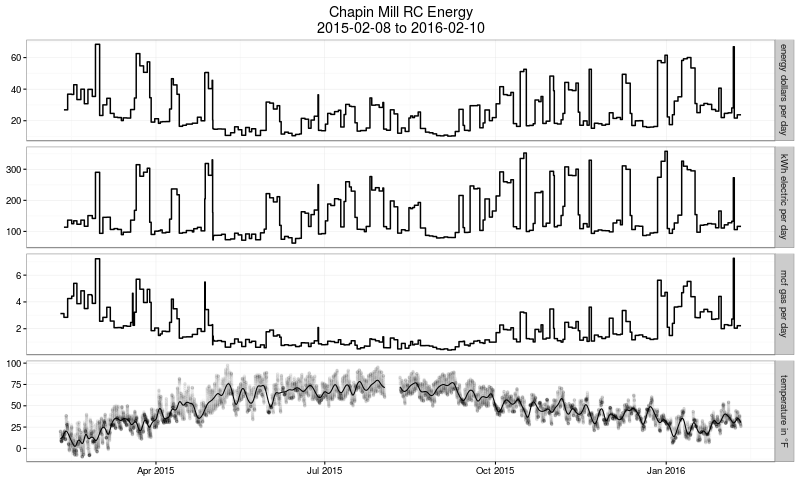 Chapin Mill RC Energy
2015-02-08 to 2016-02-10
60
40
20
energy dollars per day
300
200
100
kWh electric per day
6
4
2
mcf gas per day
100
75
50
25
0
temperature in °F
Apr 2015
Jul 2015
Oct 2015
Jan 2016